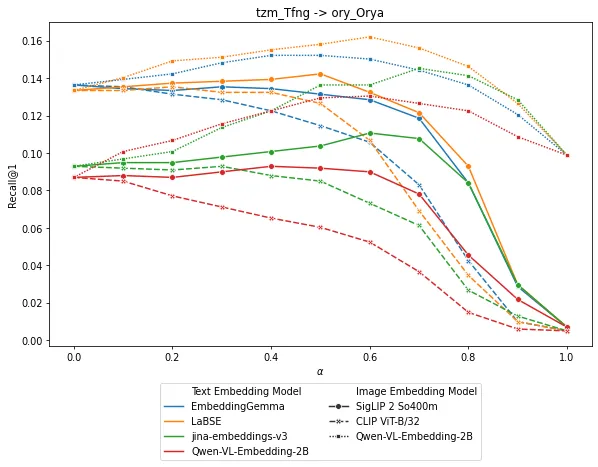 tzm_Tfng -> ory_Orya
Recall@1
0.16
0.14
0.12
0.10
0.08
0.06
0.04
0.02
0.00
0.0 0.2 0.4 0.6 0.8 1.0
α
Text Embedding Model
EmbeddingGemma
LaBSE
jina-embeddings-v3
Qwen-VL-Embedding-2B
Image Embedding Model
SigLIP 2 So400m
CLIP ViT-B/32
Qwen-VL-Embedding-2B